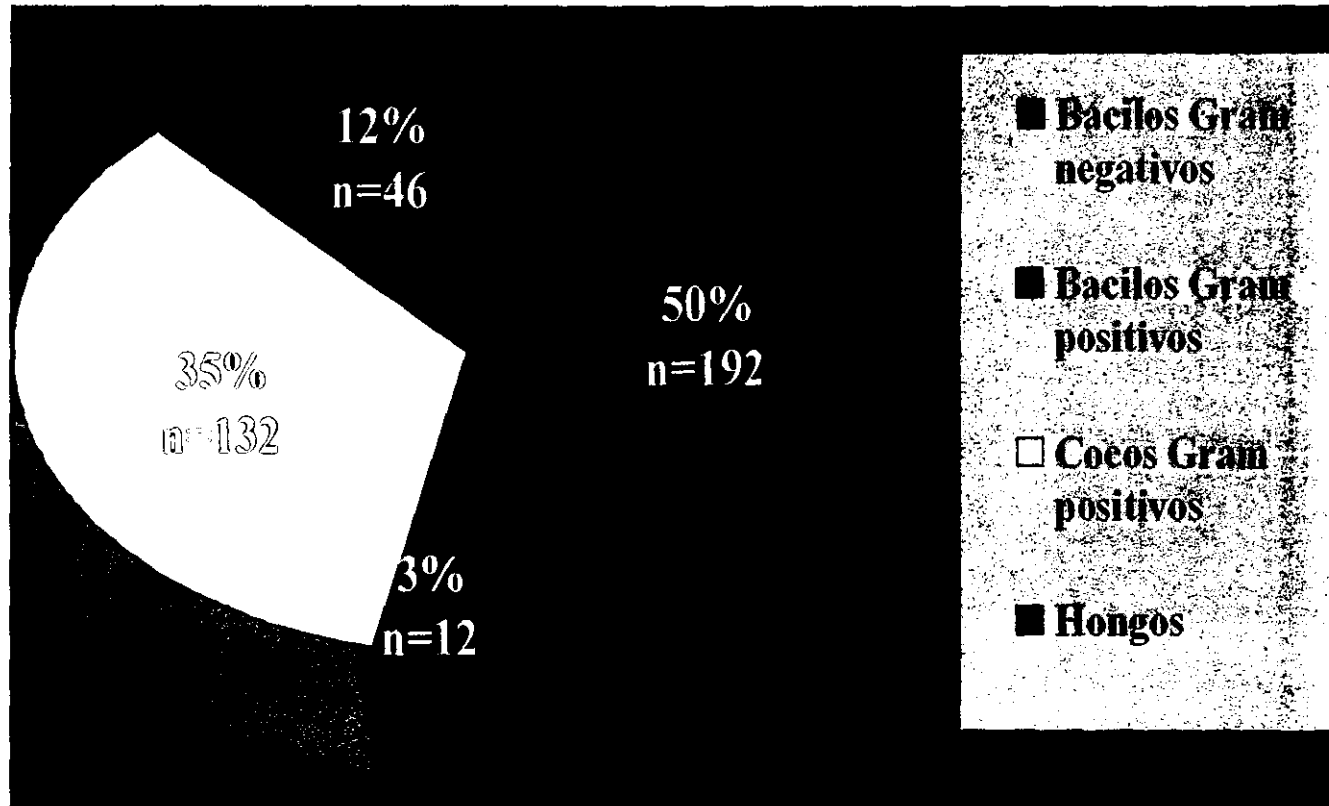 12%
n=46
50%
n=192
35%
n=132
3%
n=12
Bacilos Gram
negativos
Bacilos Gram
positivos
Cocos Gram
positivos
Hongos